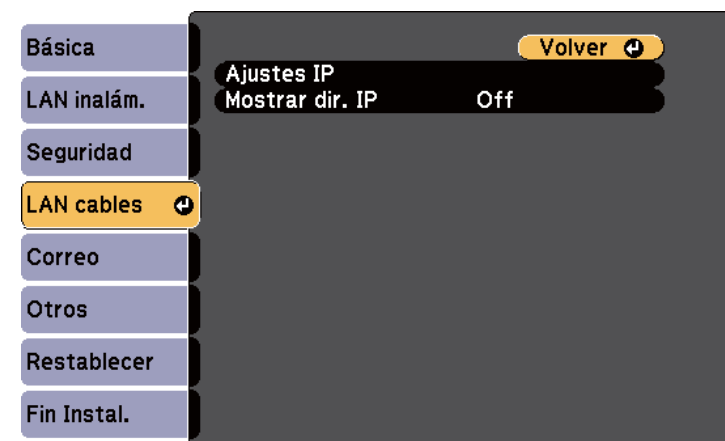 Básica
LAN inalám.
Seguridad
LAN cables
Correo
Otros
Restablecer
Fin Instal.
Volver
Ajustes IP
Mostrar dir. IP Off